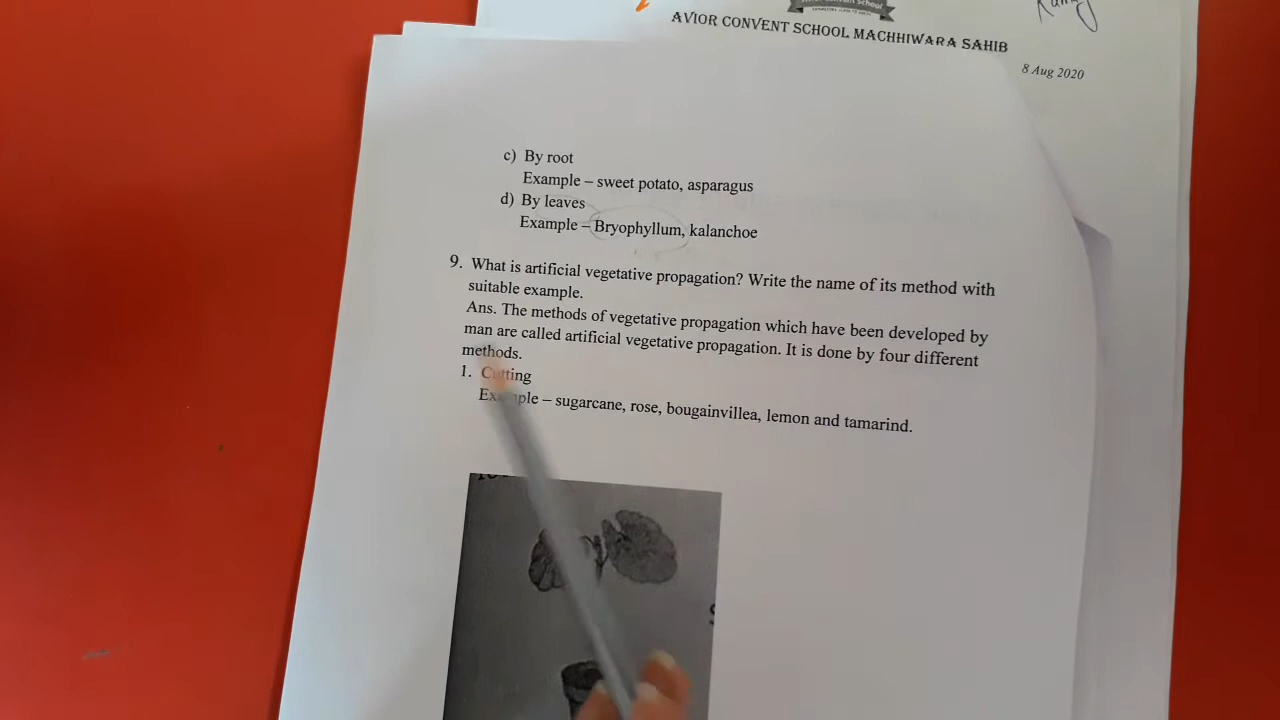 AVIOR CONVENT SCHOOL MACHHIWARA SAHIB
8 Aug 2020
c) By root
Example – sweet potato, asparagus
d) By leaves
Example – Bryophyllum, kalanchoe
9. What is artificial vegetative propagation? Write the name of its method with
suitable example.
Ans. The methods of vegetative propagation which have been developed by
man are called artificial vegetative propagation. It is done by four different
methods.
1. Cutting
Example – sugarcane, rose, bougainvillea, lemon and tamarind.